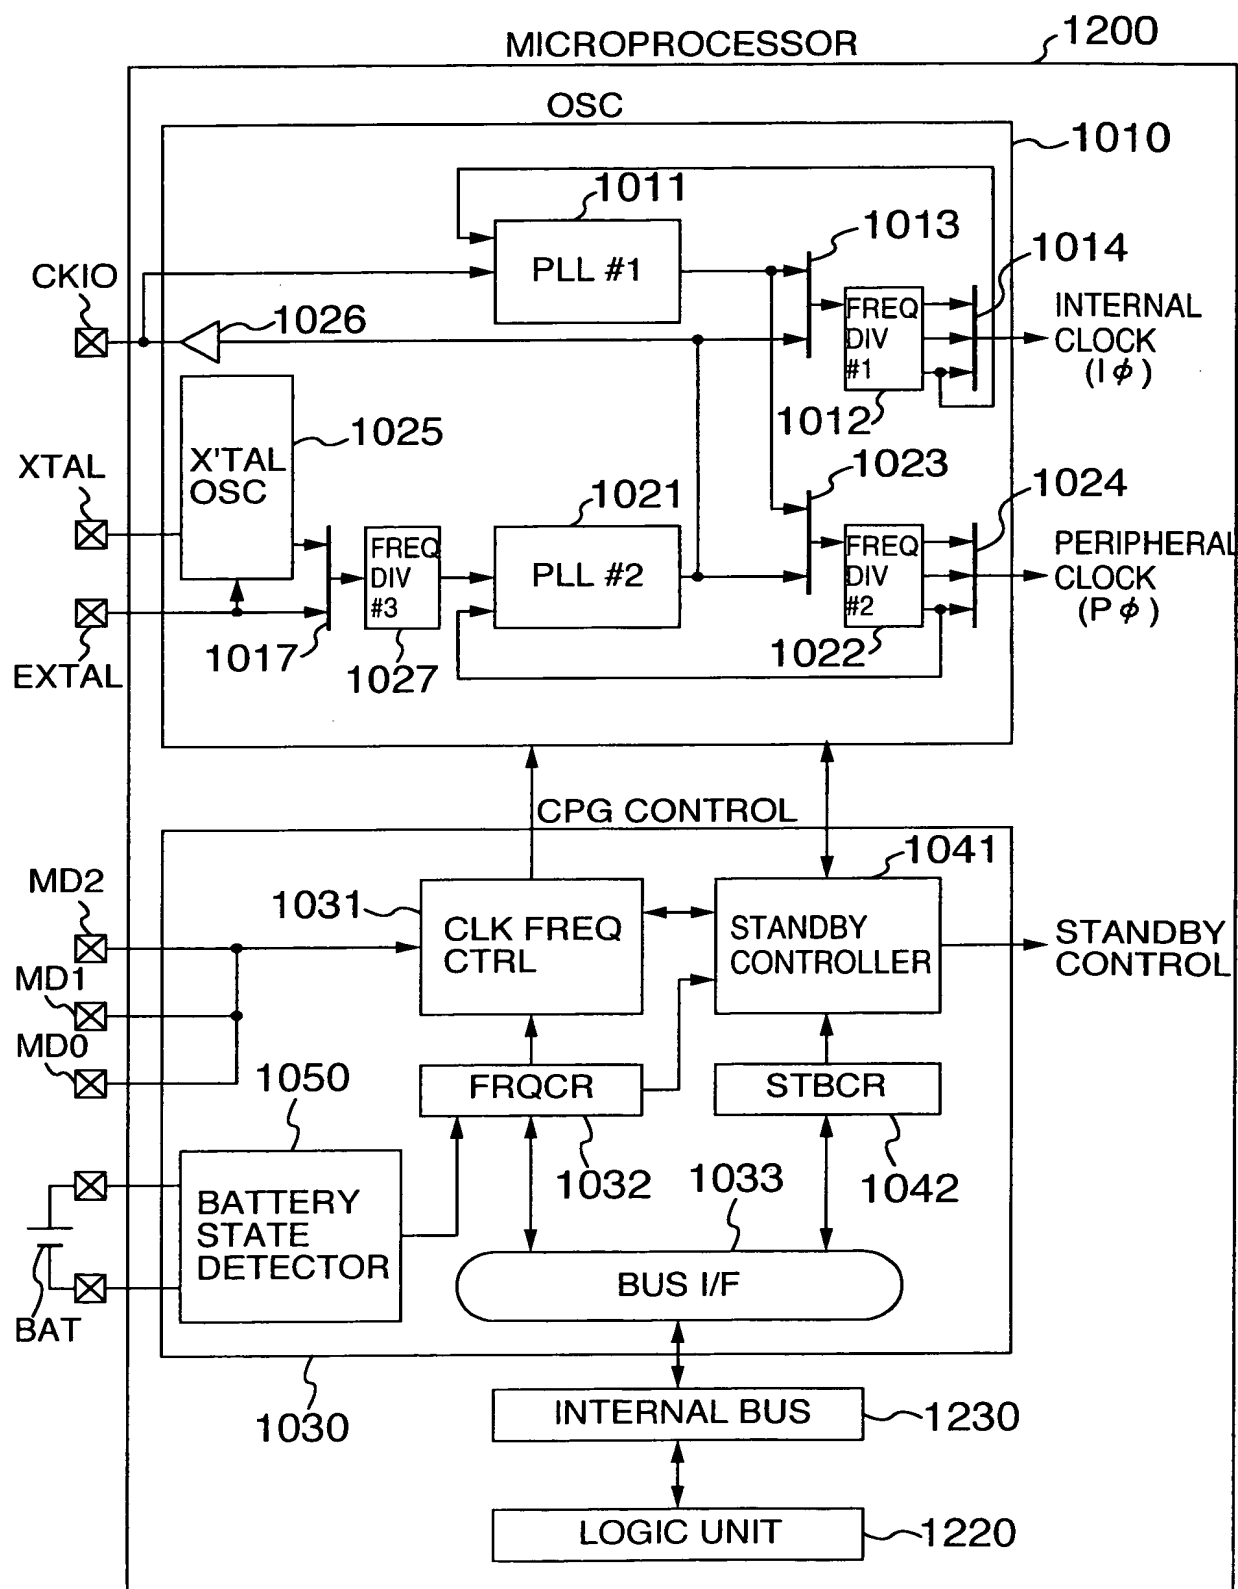 MICROPROCESSOR
1200
OSC
1010
1011
PLL #1
1013
1014
CKIO
1026
FREQ
DIV
#1
1012
INTERNAL
CLOCK
(Iϕ)
X'TAL
OSC
1025
XTAL
1021
PLL #2
1023
1024
FREQ
DIV
#3
1017
1027
FREQ
DIV
#2
1022
PERIPHERAL
CLOCK
(Pϕ)
EXTAL
CPG CONTROL
1041
MD2
1031
CLK FREQ
CTRL
STANDBY
CONTROLLER
STANDBY
CONTROL
MD1
MD0
1050
FRQCR
STBCR
1032
1033
1042
BATTERY
STATE
DETECTOR
BUS I/F
BAT
1030
INTERNAL BUS
1230
LOGIC UNIT
1220